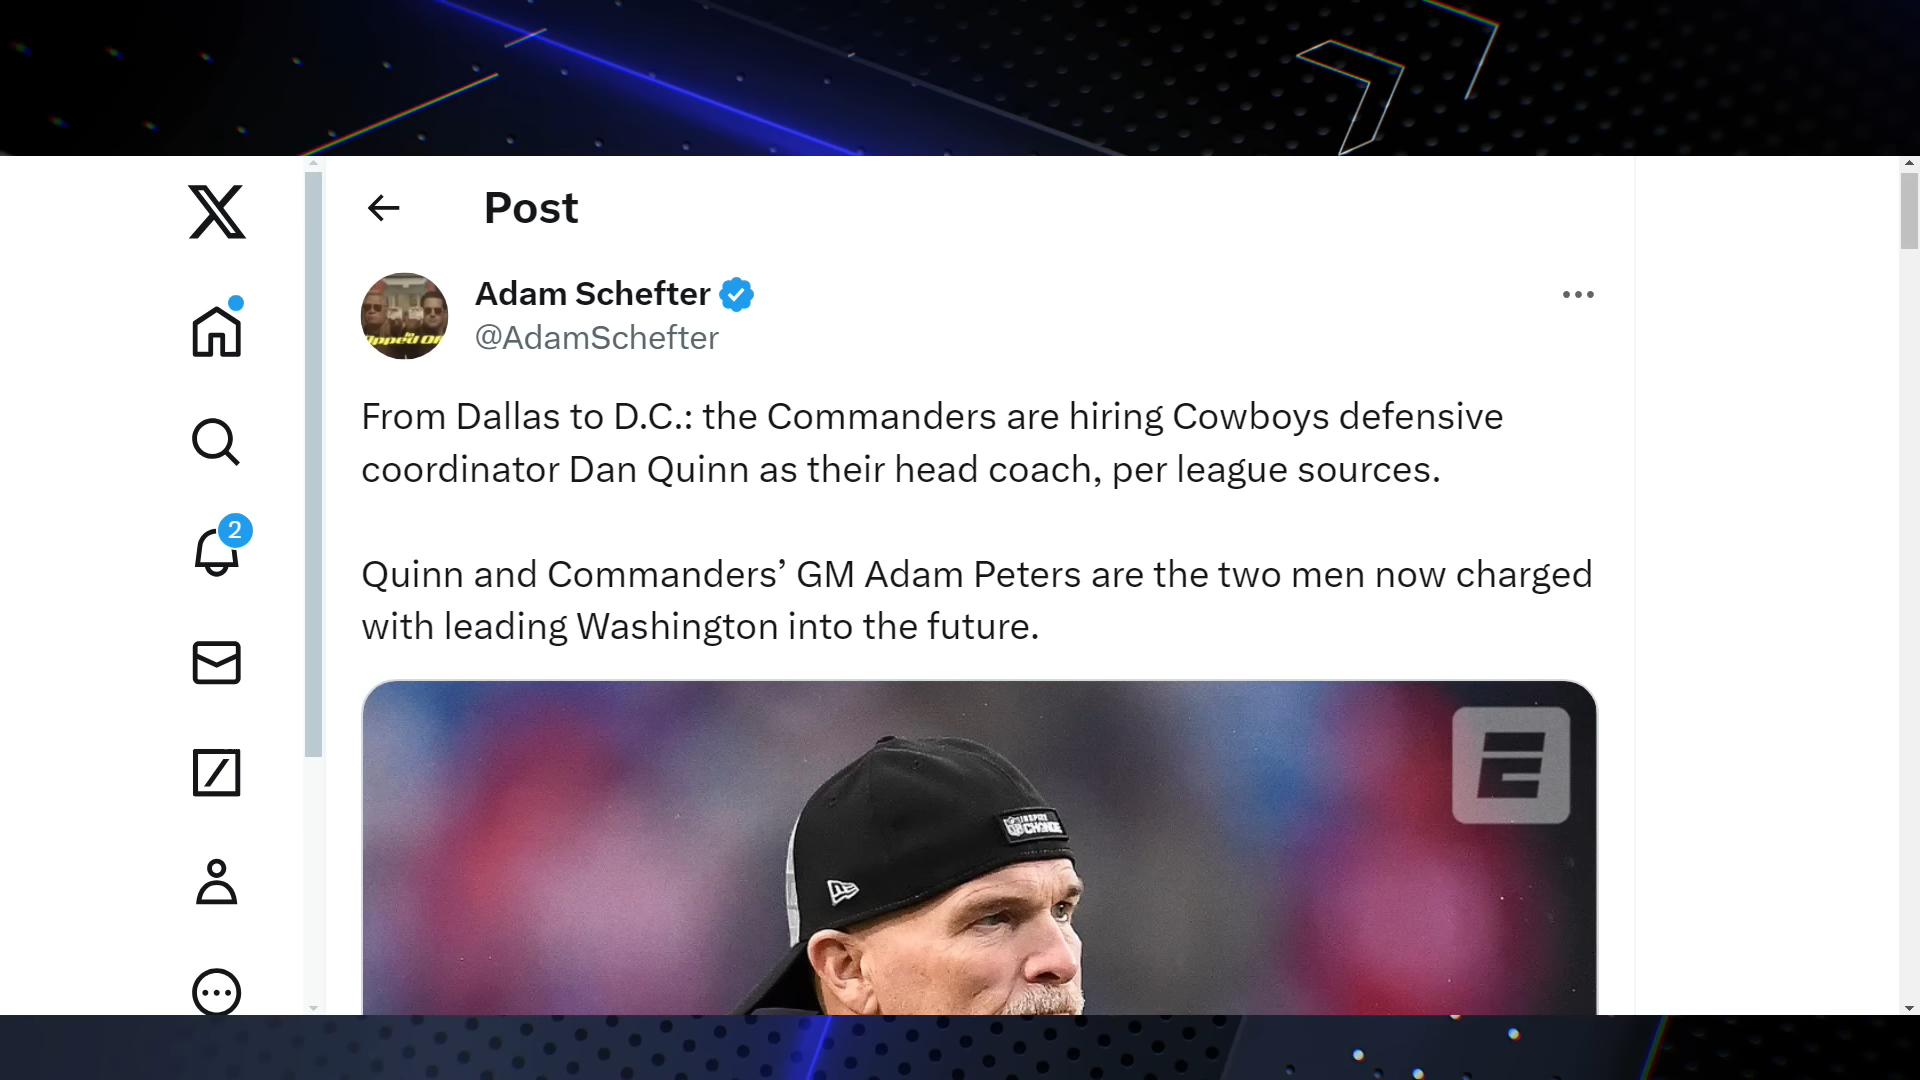 Post
Adam Schefter
@AdamSchefter
From Dallas to D.C.: the Commanders are hiring Cowboys defensive
coordinator Dan Quinn as their head coach, per league sources.
Quinn and Commanders’ GM Adam Peters are the two men now charged
with leading Washington into the future.
2
INSPIRE
CHANGE